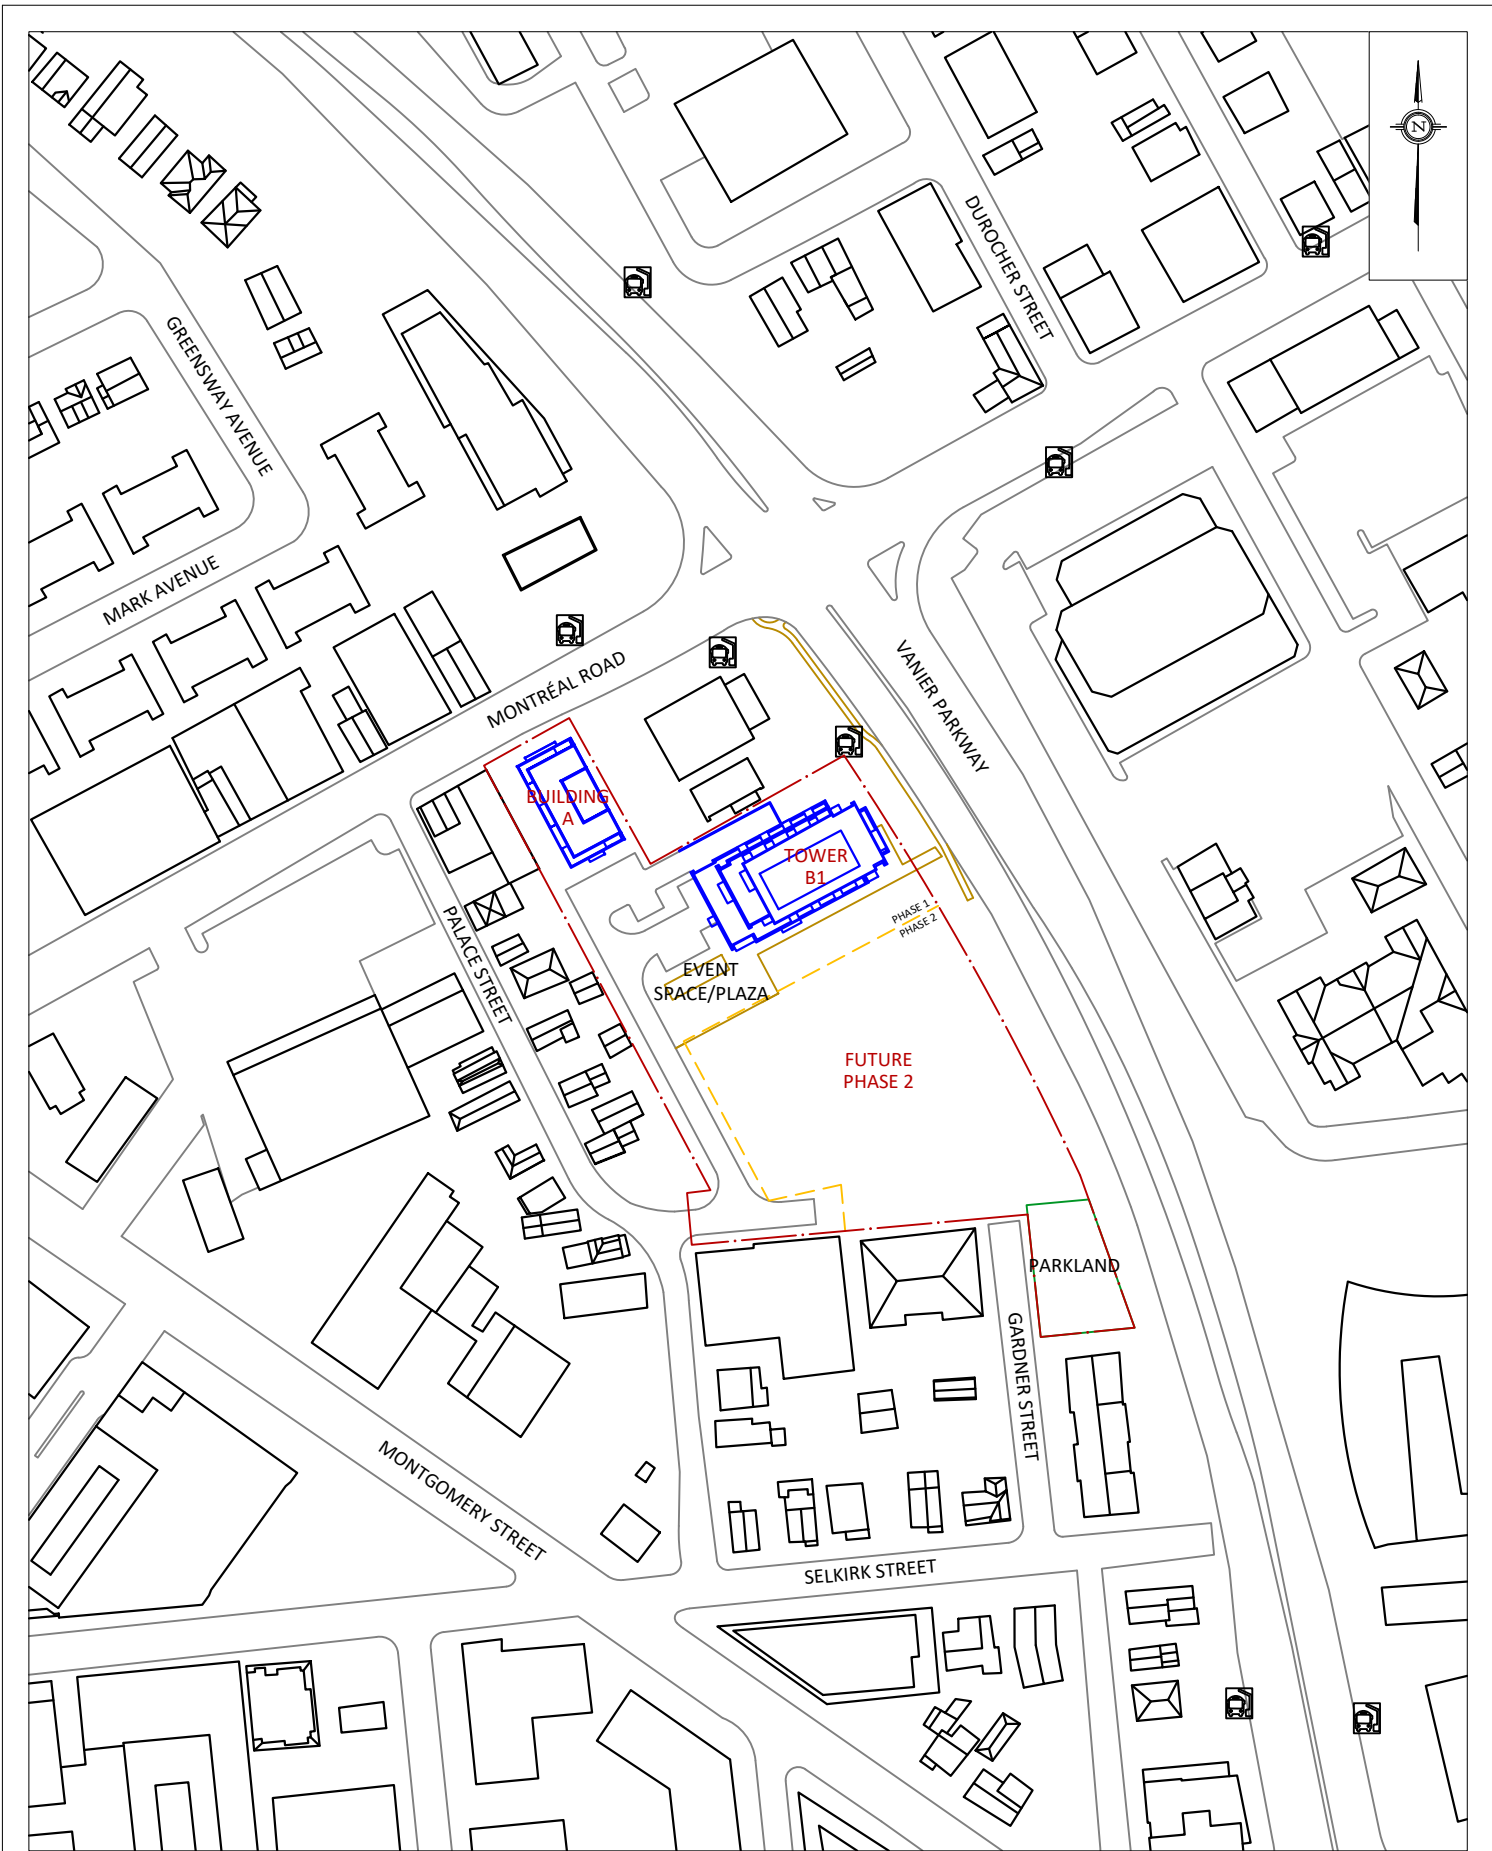 N
DUROCHER STREET
GREENSWAY AVENUE
MARK AVENUE
MONTRÉAL ROAD
VANIER PARKWAY
BUILDING
A
TOWER
B1
PHASE 1
PHASE 2
PALACE STREET
EVENT
SPACE/PLAZA
FUTURE
PHASE 2
PARKLAND
GARDNER STREET
MONTGOMERY STREET
SELKIRK STREET